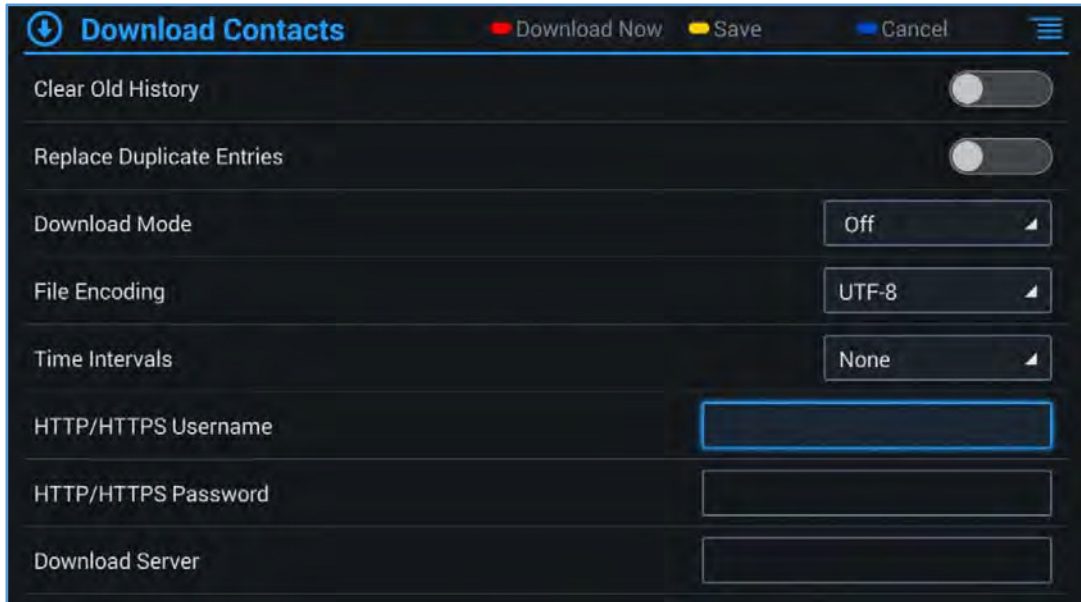 Download Contacts Download Now Save Cancel
Clear Old History
Replace Duplicate Entries
Download Mode Off
File Encoding UTF-8
Time Intervals None
HTTP/HTTPS Username
HTTP/HTTPS Password
Download Server